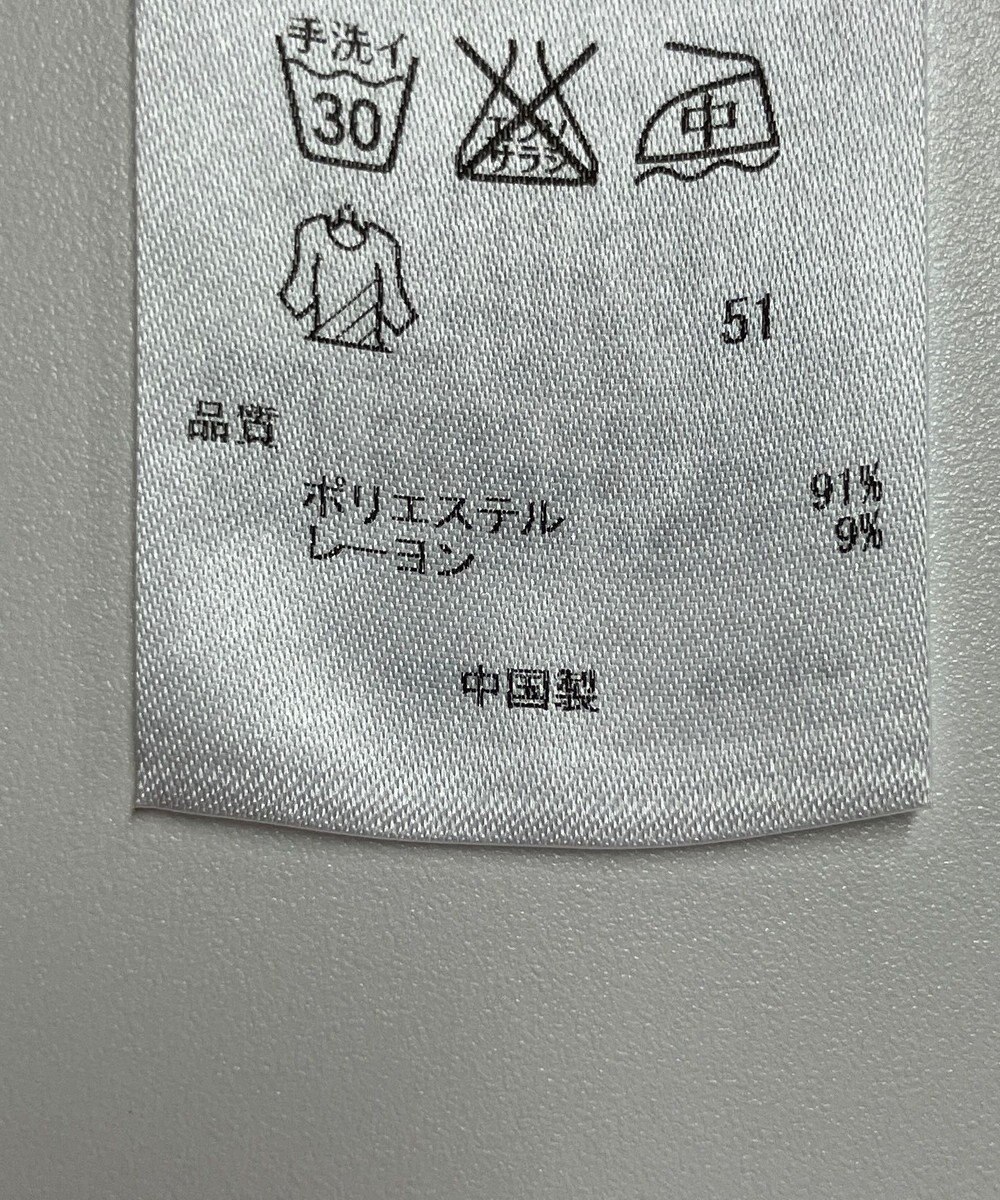 手洗イ
30
エンソ
サラシ
中
51
品質
ポリエステル 91%
レーヨン 9%
中国製